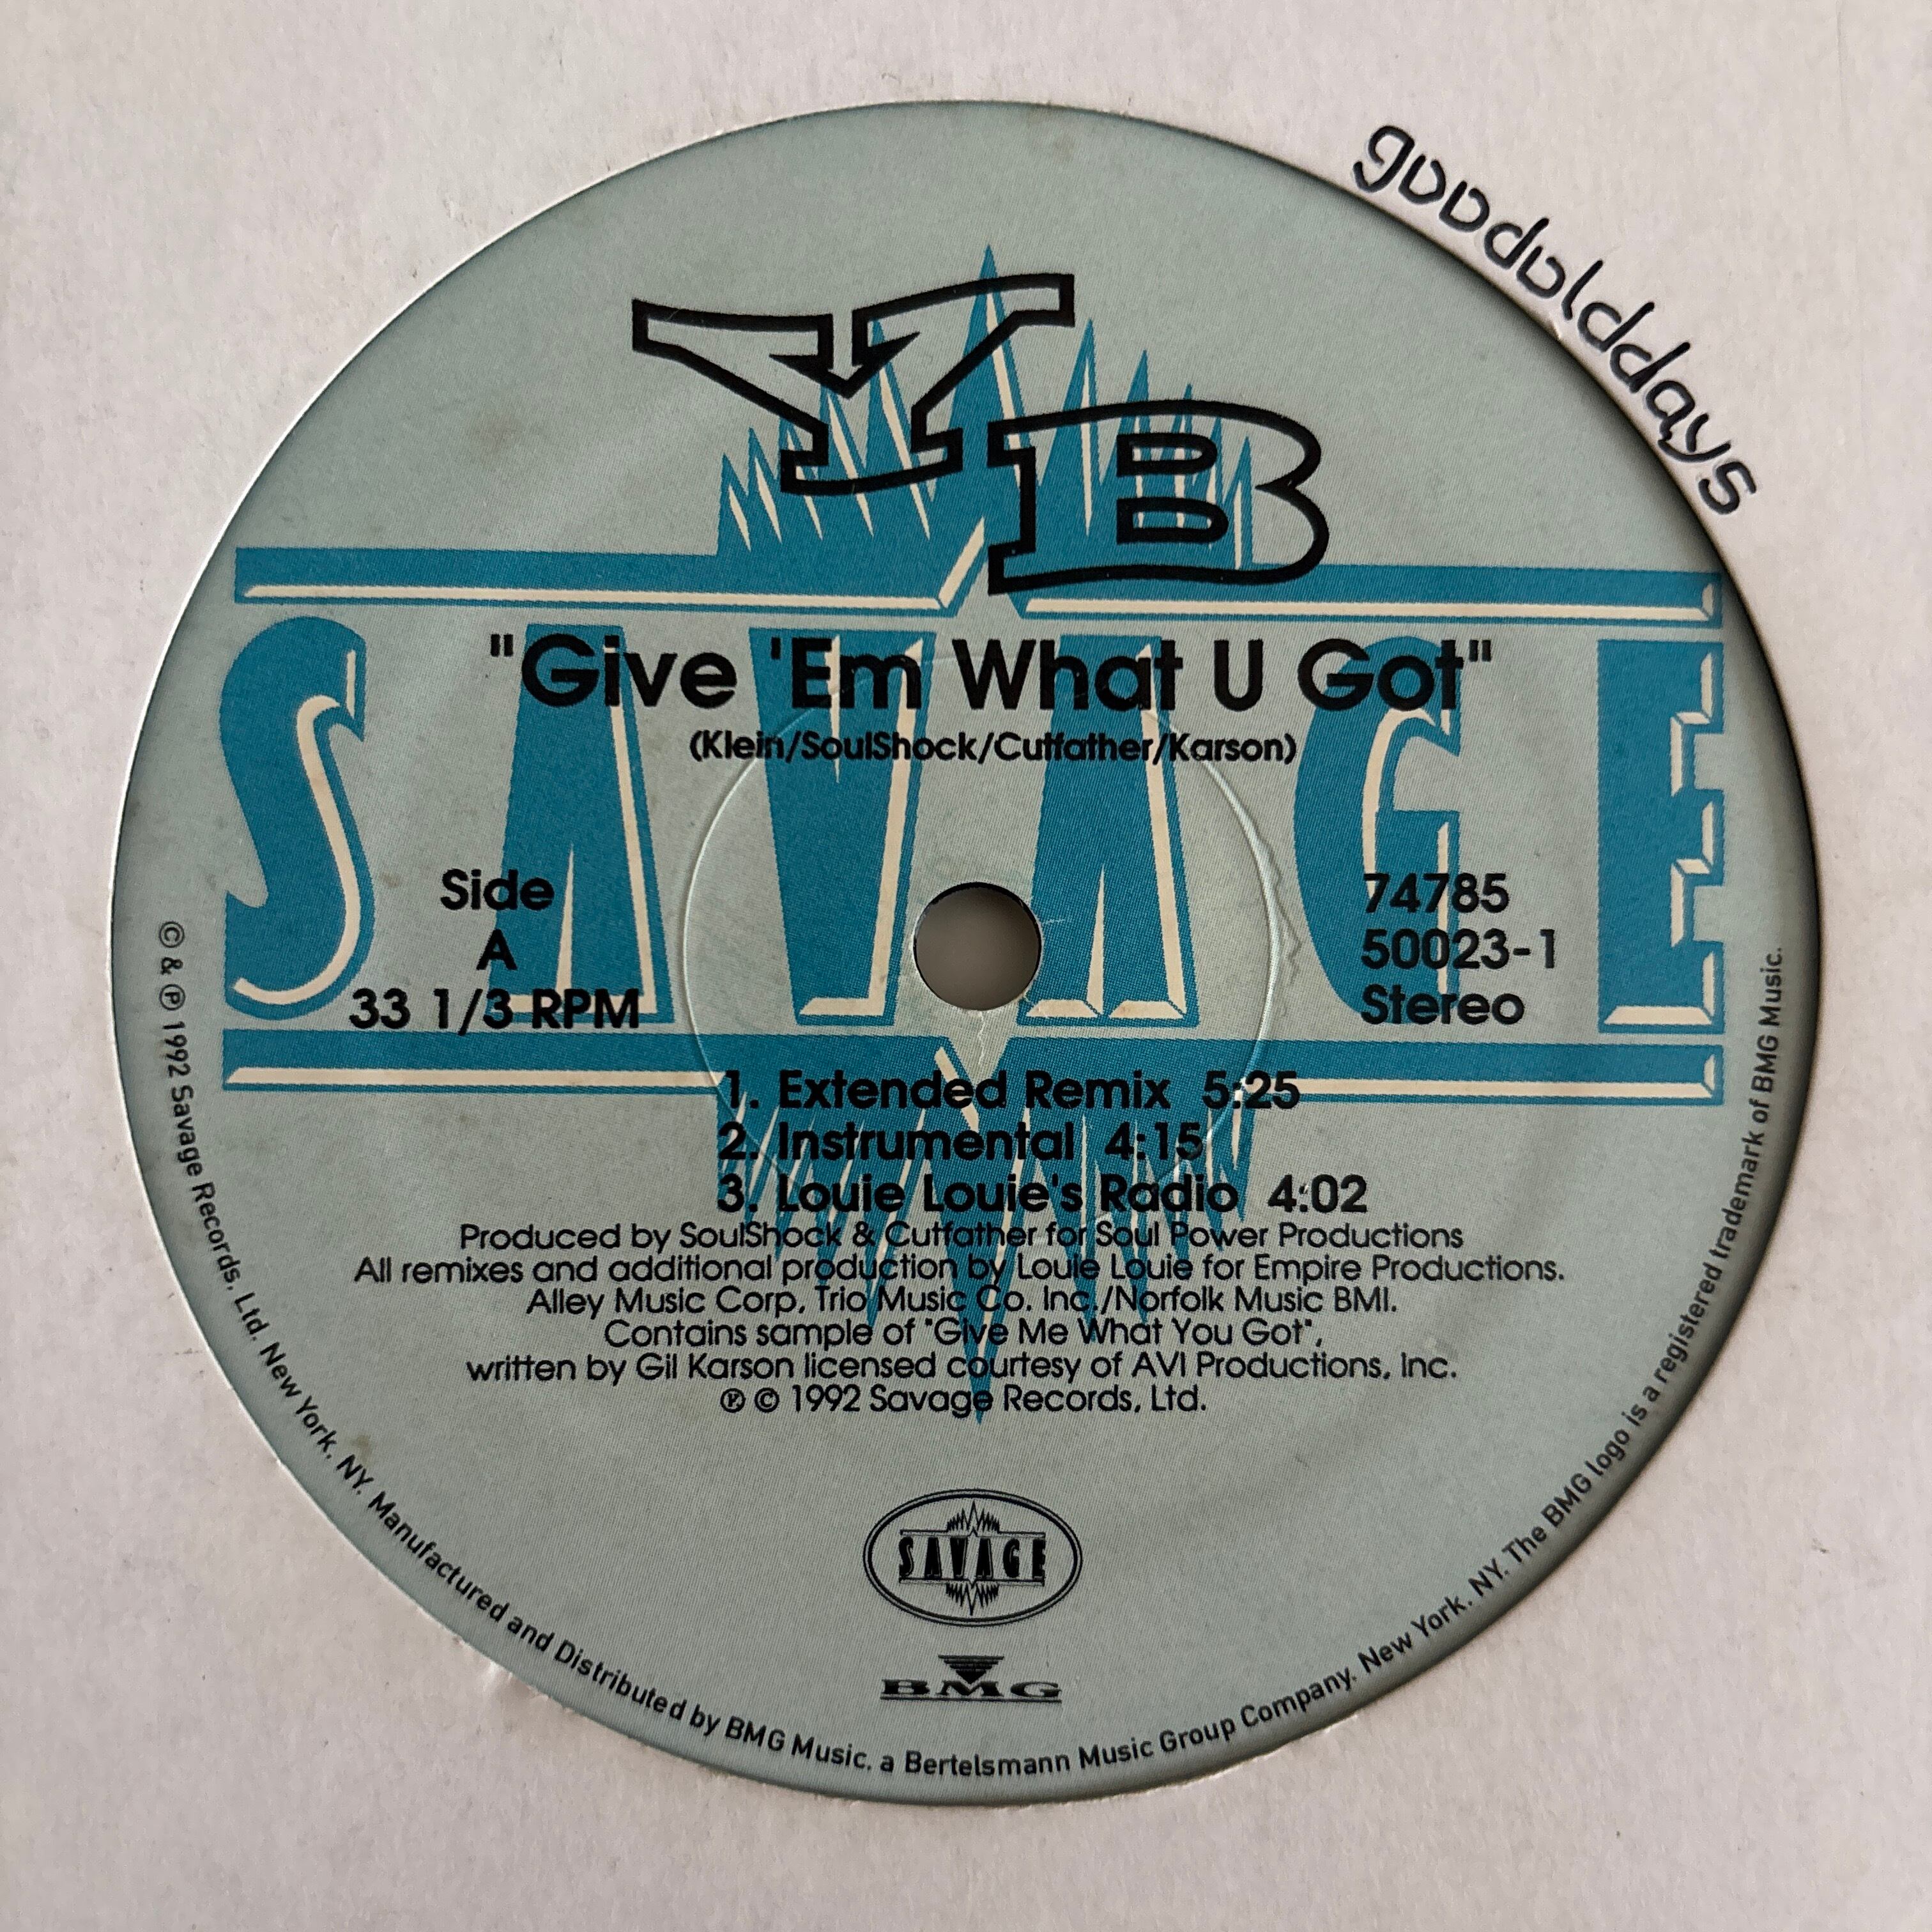 goodolddays
YB
SAVAGE
"Give 'Em What U Got"
(Klein/SoulShock/Cutfather/Karson)
Side
A
33 1/3 RPM
74785
50023-1
Stereo
1. Extended Remix 5:25
2. Instrumental 4:15
3. Louie Louie's Radio 4:02
Produced by SoulShock & Cutfather for Soul Power Productions
All remixes and additional production by Louie Louie for Empire Productions.
Alley Music Corp, Trio Music Co. Inc./Norfolk Music BMI.
Contains sample of "Give Me What You Got",
written by Gil Karson licensed courtesy of AVI Productions, Inc.
℗ © 1992 Savage Records, Ltd.
SAVAGE
BMG
© & ℗ 1992 Savage Records, Ltd. New York, NY. Manufactured and Distributed by BMG Music, a Bertelsmann Music Group Company, New York, NY. The BMG logo is a registered trademark of BMG Music.